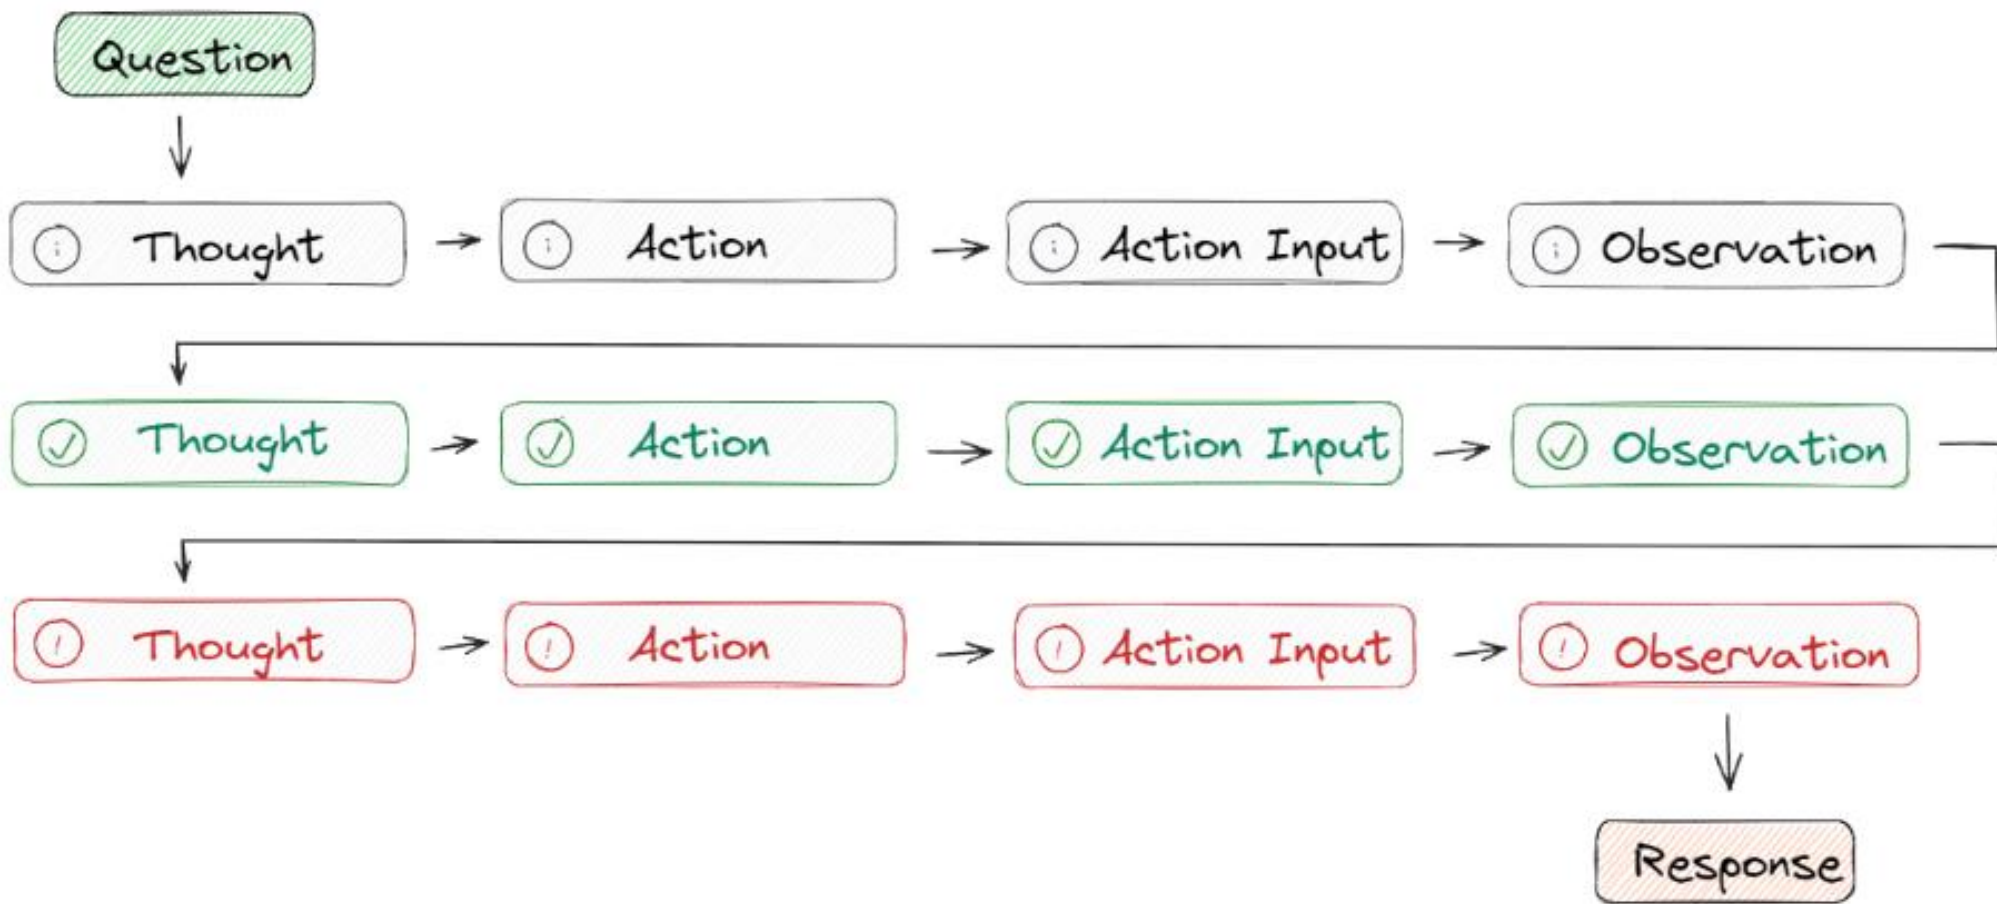 Question
Thought
Action
Action Input
Observation
Thought
Action
Action Input
Observation
Thought
Action
Action Input
Observation
Response